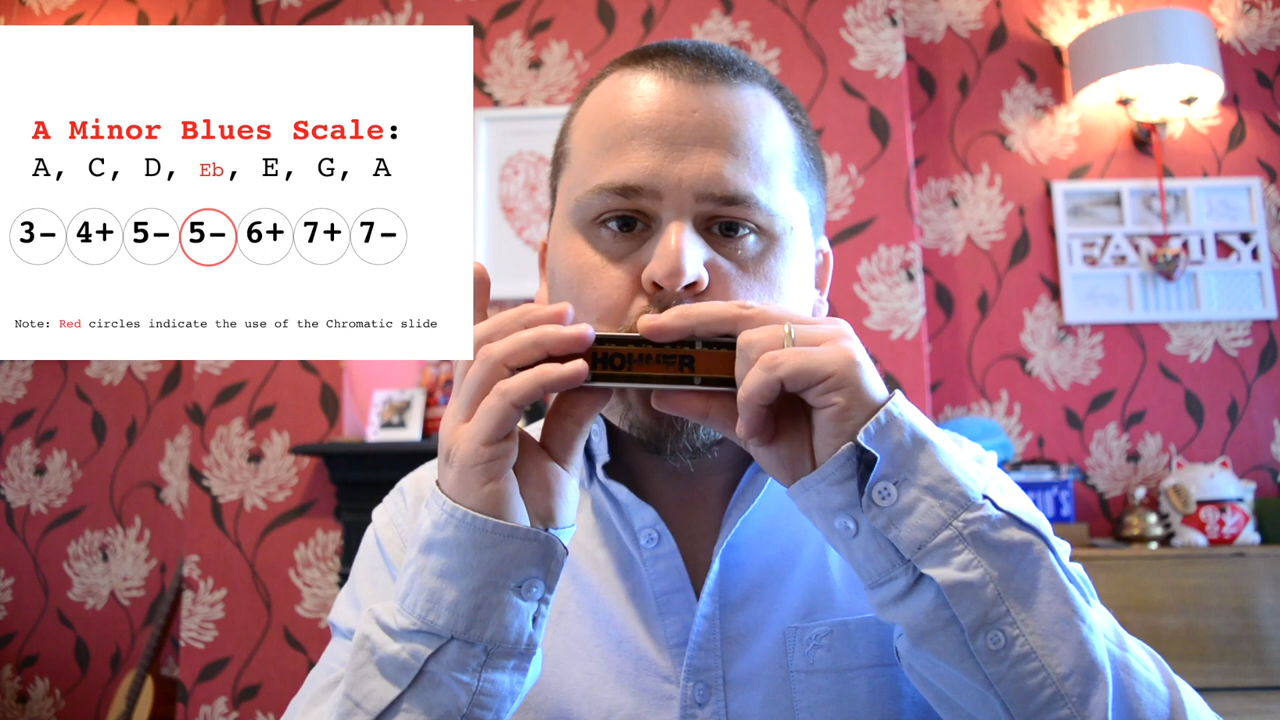 A Minor Blues Scale:
A, C, D, Eb, E, G, A
3- 4+ 5- 5- 6+ 7+ 7-
Note: Red circles indicate the use of the Chromatic slide
HOHNER
FAMILY